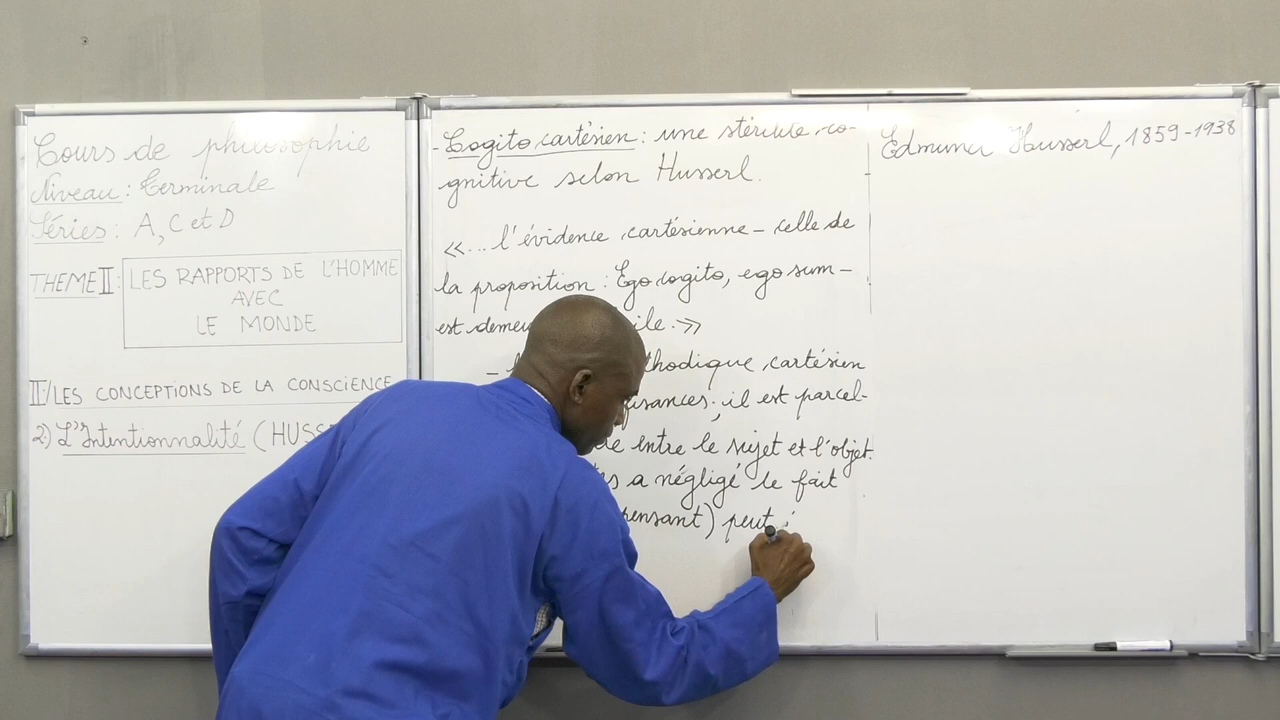 Cours de philosophie
Niveau : Terminale
Séries : A, C et D
THEME II :
LES RAPPORTS DE L'HOMME
AVEC
LE MONDE
II°/ LES CONCEPTIONS DE LA CONSCIENCE
2°) L'Intentionnalité (HUSS
- Cogito cartésien : une stérilité co-
gnitive selon Husserl.
«... l'évidence cartésienne - celle de
la proposition : Ego cogito, ego sum -
est
ile. »
- thodique cartésien
; il est parcel-
entre le sujet et l'objet.
a négligé le fait
pensant) peut
Edmund Husserl, 1859-1938